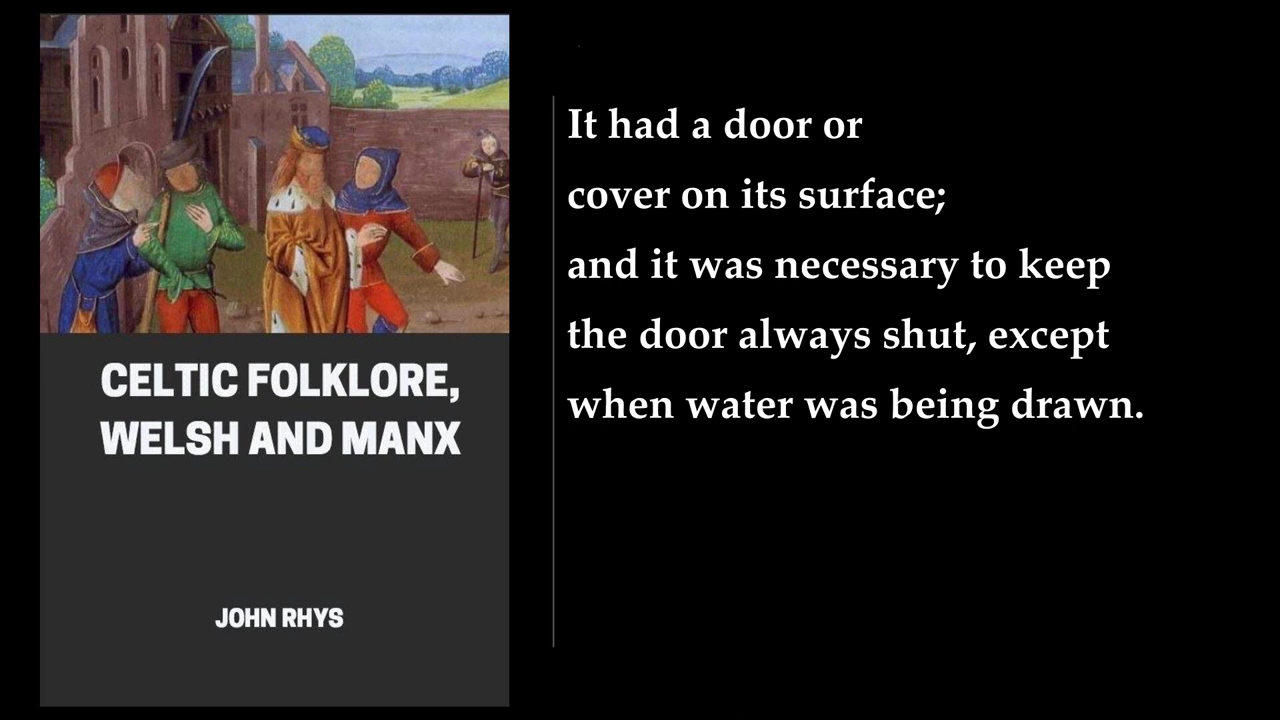 CELTIC FOLKLORE,
WELSH AND MANX
JOHN RHYS
It had a door or
cover on its surface;
and it was necessary to keep
the door always shut, except
when water was being drawn.